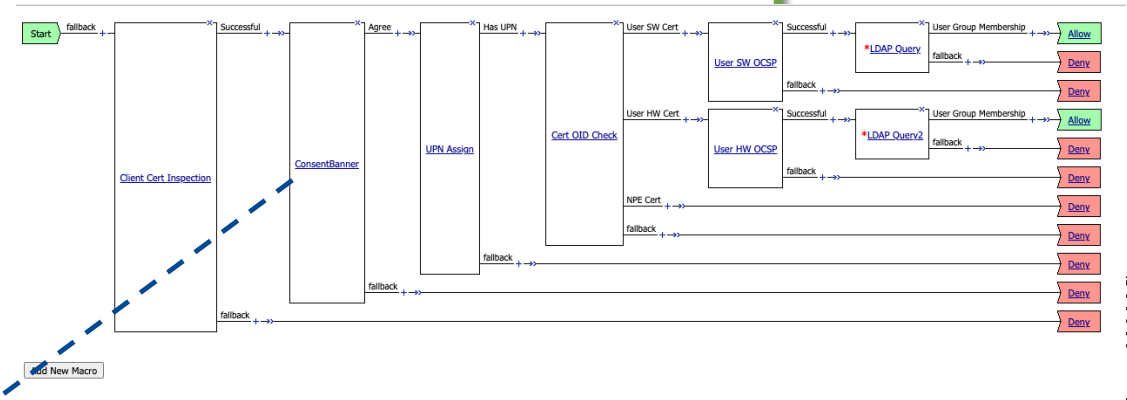 Start fallback + Client Cert Inspection Successful + ConsentBanner Agree + UPN Assign Has UPN + Cert OID Check User SW Cert + User SW OCSP Successful + *LDAP Query User Group Membership + Allow
fallback + Deny
fallback + Deny
User HW Cert + User HW OCSP Successful + *LDAP Query2 User Group Membership + Allow
fallback + Deny
fallback + Deny
NPE Cert + Deny
fallback + Deny
fallback + Deny
fallback + Deny
fallback + Deny
Add New Macro